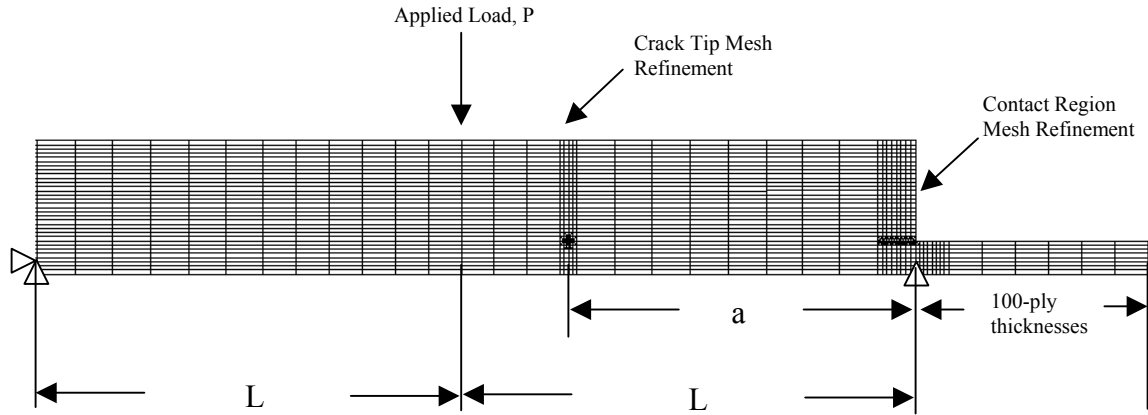 Applied Load, P
Crack Tip Mesh
Refinement
Contact Region
Mesh Refinement
a
100-ply
thicknesses
L
L